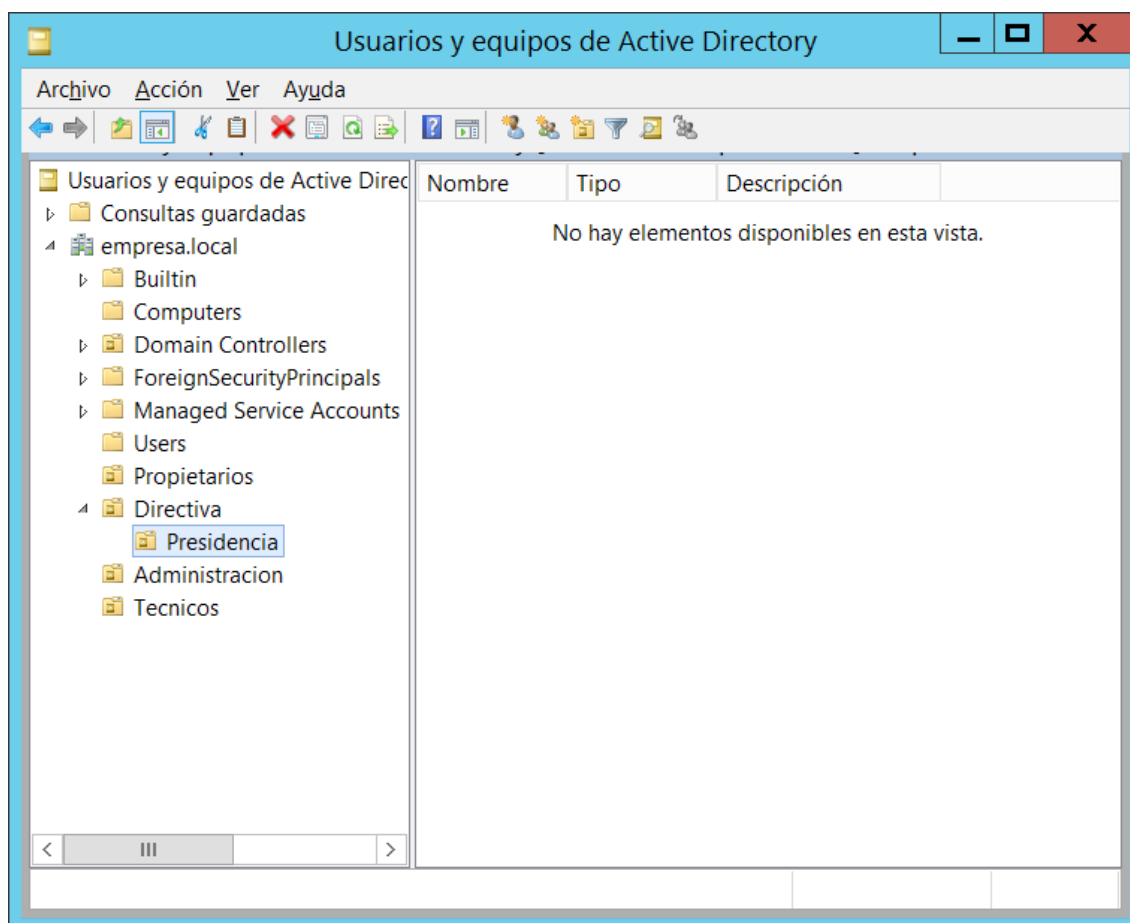 Usuarios y equipos de Active Directory
Archivo Acción Ver Ayuda
Usuarios y equipos de Active Direc
Nombre Tipo Descripción
Consultas guardadas
No hay elementos disponibles en esta vista.
empresa.local
Builtin
Computers
Domain Controllers
ForeignSecurityPrincipals
Managed Service Accounts
Users
Propietarios
Directiva
Presidencia
Administracion
Tecnicos